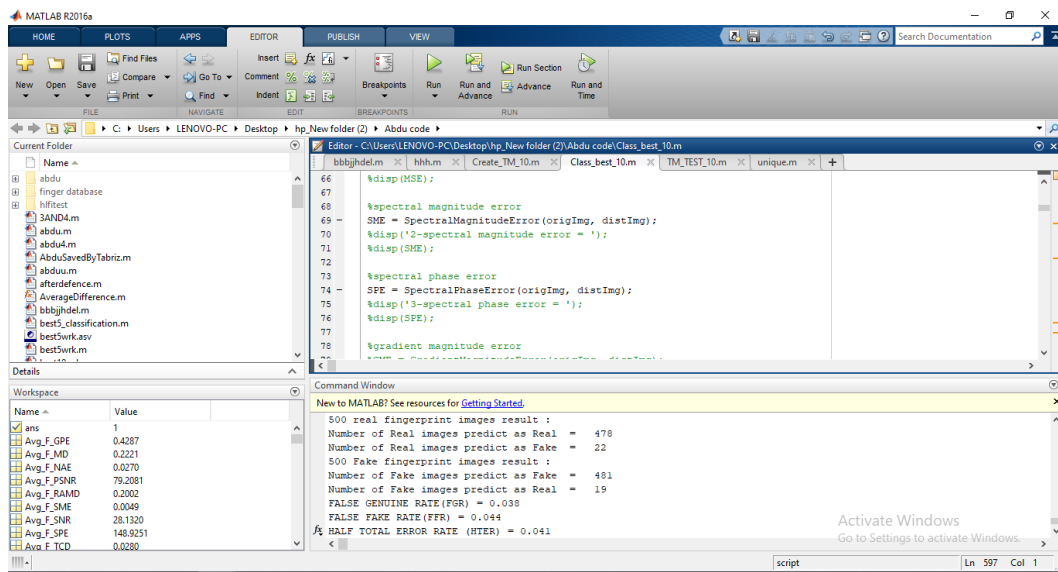 MATLAB R2016a
HOME PLOTS APPS EDITOR PUBLISH VIEW Search Documentation
New Open Save Find Files Compare Print Go To Find Insert Comment Indent fx Breakpoints Run Run and Advance Run Section Advance Run and Time
FILE NAVIGATE EDIT BREAKPOINTS RUN
C: Users LENOVO-PC Desktop hp_New folder (2) Abdu code
Current Folder
Name
abdu
finger database
hlfitest
3AND4.m
abdu.m
abdu4.m
AbduSavedByTabriz.m
abduu.m
afterdefence.m
AverageDifference.m
bbbjjhdel.m
best5_classification.m
best5wrk.asv
best5wrk.m
Details
Workspace
Name Value
ans 1
Avg_F_GPE 0.4287
Avg_F_MD 0.2221
Avg_F_NAE 0.0270
Avg_F_PSNR 79.2081
Avg_F_RAMD 0.2002
Avg_F_SME 0.0049
Avg_F_SNR 28.1320
Avg_F_SPE 148.9251
Avg_F_TCD 0.0280
Editor - C:\Users\LENOVO-PC\Desktop\hp_New folder (2)\Abdu code\Class_best_10.m
bbbjjhdel.m hhh.m Create_TM_10.m Class_best_10.m TM_TEST_10.m unique.m +
66 %disp(MSE);
67
68 %spectral magnitude error
69 – SME = SpectralMagnitudeError(origImg, distImg);
70 %disp('2-spectral magnitude error = ');
71 %disp(SME);
72
73 %spectral phase error
74 – SPE = SpectralPhaseError(origImg, distImg);
75 %disp('3-spectral phase error = ');
76 %disp(SPE);
77
78 %gradient magnitude error
Command Window
New to MATLAB? See resources for Getting Started.
500 real fingerprint images result :
Number of Real images predict as Real = 478
Number of Real images predict as Fake = 22
500 Fake fingerprint images result :
Number of Fake images predict as Fake = 481
Number of Fake images predict as Real = 19
FALSE GENUINE RATE(FGR) = 0.038
FALSE FAKE RATE(FFR) = 0.044
fx HALF TOTAL ERROR RATE (HTER) = 0.041
Activate Windows
Go to Settings to activate Windows.
script Ln 597 Col 1